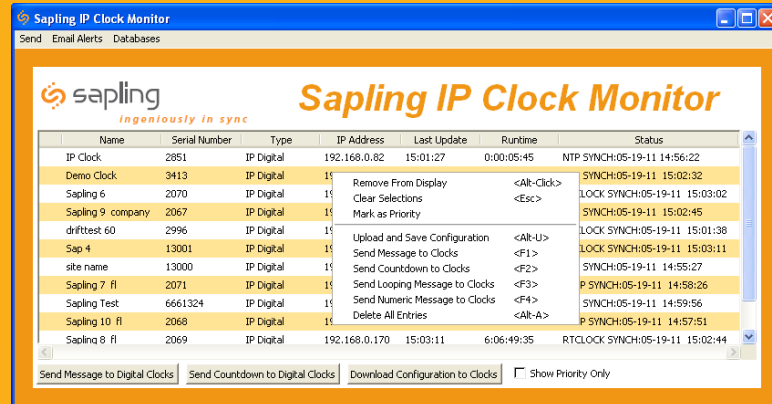 Sapling IP Clock Monitor
Send Email Alerts Databases
sapling
ingeniously in sync
Sapling IP Clock Monitor
Name Serial Number Type IP Address Last Update Runtime Status
IP Clock 2851 IP Digital 192.168.0.82 15:01:27 0:00:05:45 NTP SYNCH:05-19-11 14:56:22
Demo Clock 3413 IP Digital 19 SYNCH:05-19-11 15:02:32
Sapling 6 2070 IP Digital 19 CLOCK SYNCH:05-19-11 15:03:02
Sapling 9 company 2067 IP Digital 19 SYNCH:05-19-11 15:02:45
drifttest 60 2996 IP Digital 19 LOCK SYNCH:05-19-11 15:01:38
Sap 4 13001 IP Digital 19 LOCK SYNCH:05-19-11 15:03:11
site name 13000 IP Digital 19 SYNCH:05-19-11 14:55:27
Sapling 7 fl 2071 IP Digital 19 P SYNCH:05-19-11 14:58:26
Sapling Test 6661324 IP Digital 19 SYNCH:05-19-11 14:59:56
Sapling 10 fl 2068 IP Digital 19 P SYNCH:05-19-11 14:57:51
Sapling 8 fl 2069 IP Digital 192.168.0.170 15:03:11 6:06:49:35 RTCLOCK SYNCH:05-19-11 15:02:44
Remove From Display <Alt-Click>
Clear Selections <Esc>
Mark as Priority
Upload and Save Configuration <Alt-U>
Send Message to Clocks <F1>
Send Countdown to Clocks <F2>
Send Looping Message to Clocks <F3>
Send Numeric Message to Clocks <F4>
Delete All Entries <Alt-A>
Send Message to Digital Clocks Send Countdown to Digital Clocks Download Configuration to Clocks Show Priority Only